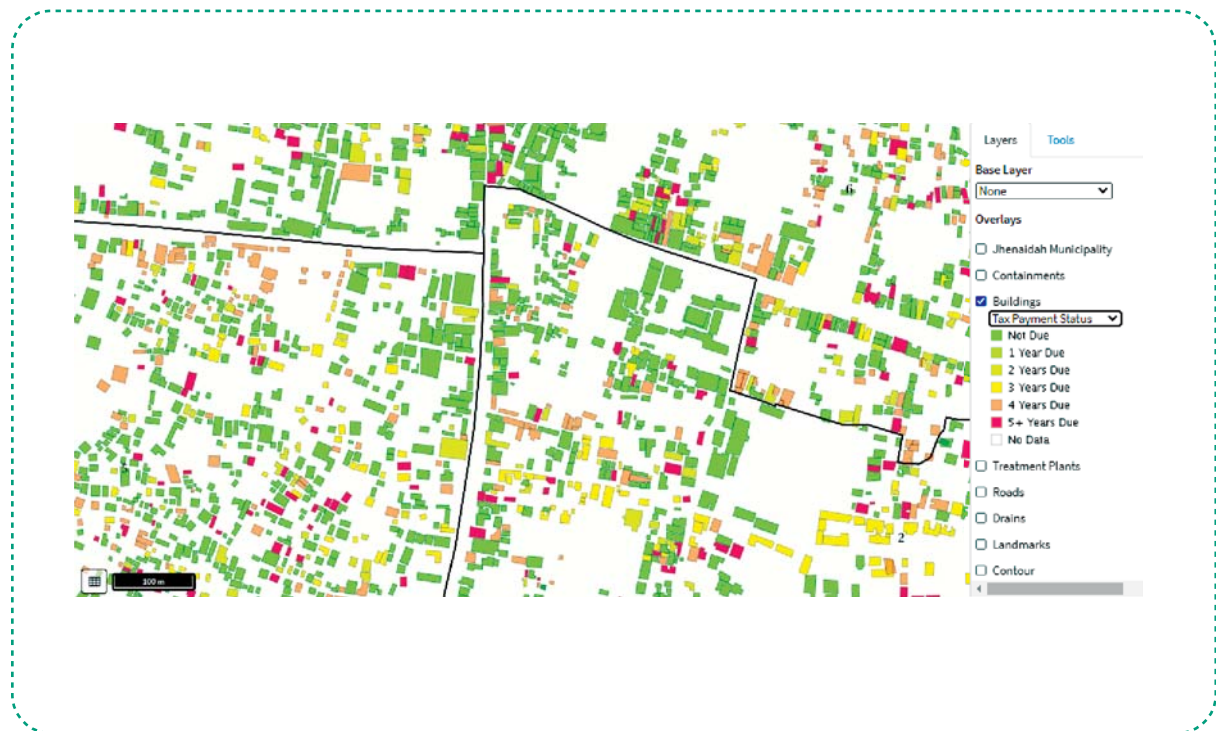 Layers Tools
Base Layer
None
Overlays
Jhenaidah Municipality
Containments
Buildings
Tax Payment Status
Not Due
1 Year Due
2 Years Due
3 Years Due
4 Years Due
5+ Years Due
No Data
Treatment Plants
Roads
Drains
Landmarks
Contour
6
2
100 m